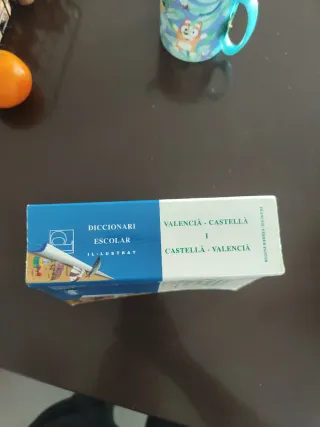 DICCIONARI
ESCOLAR
IL·LUSTRAT
VALENCIÀ - CASTELLÀ
I
CASTELLÀ - VALENCIÀ